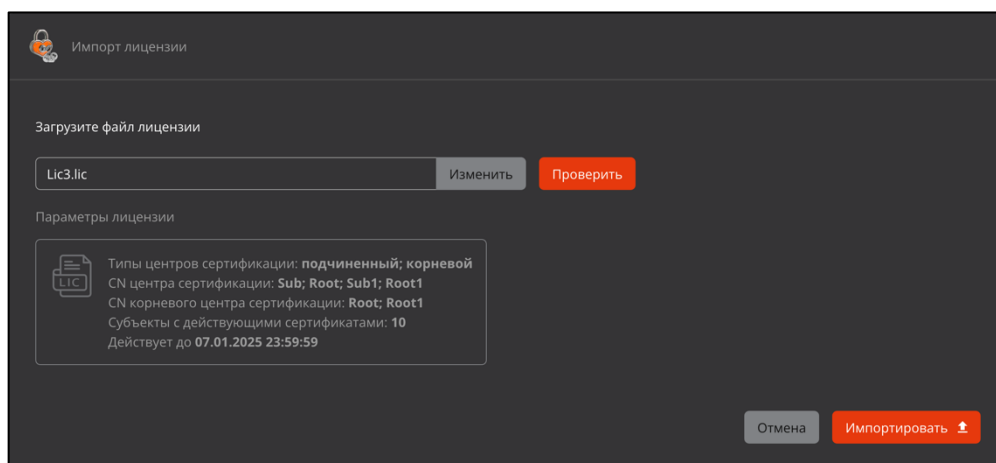 Импорт лицензии
Загрузите файл лицензии
Lic3.lic
Изменить
Проверить
Параметры лицензии
LIC
Типы центров сертификации: подчиненный; корневой
CN центра сертификации: Sub; Root; Sub1; Root1
CN корневого центра сертификации: Root; Root1
Субъекты с действующими сертификатами: 10
Действует до 07.01.2025 23:59:59
Отмена
Импортировать